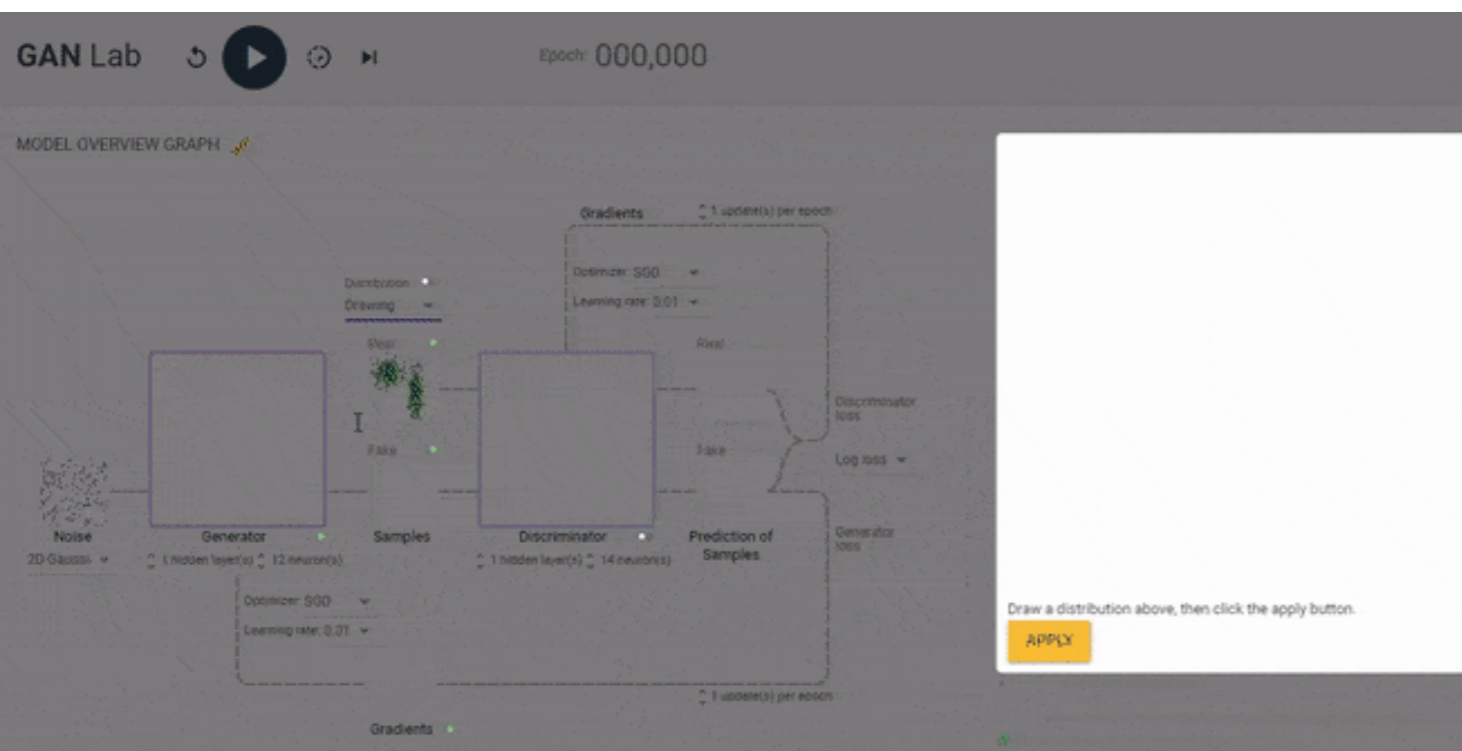 GAN Lab
Epoch: 000,000
MODEL OVERVIEW GRAPH
Gradients
1 update(s) per epoch
Distribution
Drawing
Optimizer: SGD
Learning rate: 0.01
Real
Real
Discriminator
loss
Fake
Fake
Log loss
Noise
Generator
Samples
Discriminator
Prediction of
Samples
Generator
loss
2D Gaussi
1 hidden layer(s)
12 neuron(s)
1 hidden layer(s)
14 neuron(s)
Optimizer: SGD
Learning rate: 0.01
1 update(s) per epoch
Gradients
Draw a distribution above, then click the apply button.
APPLY